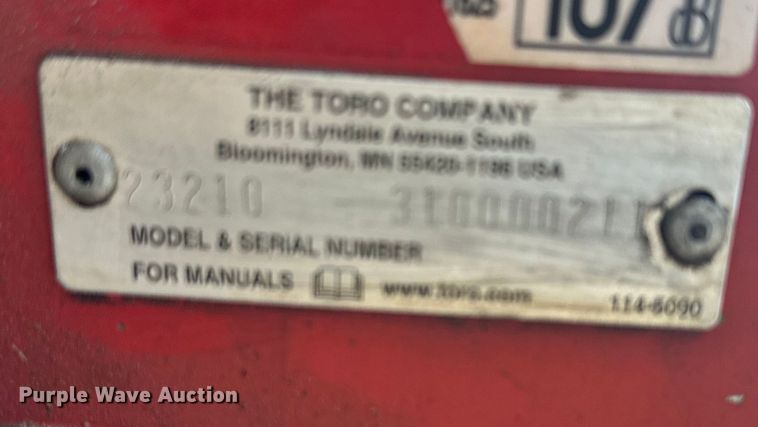 107
THE TORO COMPANY
8111 Lyndale Avenue South
Bloomington, MN 55420-1196 USA
23210 - 310000211
MODEL & SERIAL NUMBER
FOR MANUALS www.toro.com 114-6090
Purple Wave Auction